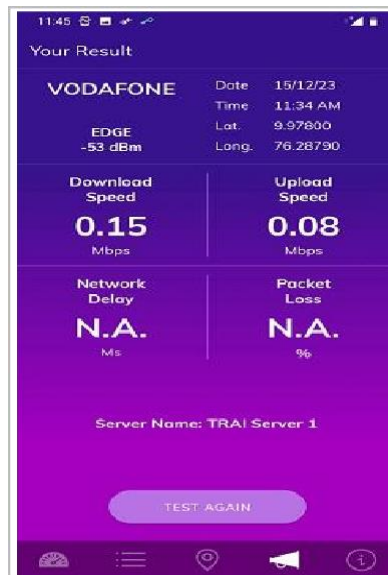 11:45
Your Result
VODAFONE
EDGE
-53 dBm
Date 15/12/23
Time 11:34 AM
Lat. 9.97800
Long. 76.28790
Download Speed
0.15
Mbps
Upload Speed
0.08
Mbps
Network Delay
N.A.
Ms
Packet Loss
N.A.
%
Server Name: TRAI Server 1
TEST AGAIN